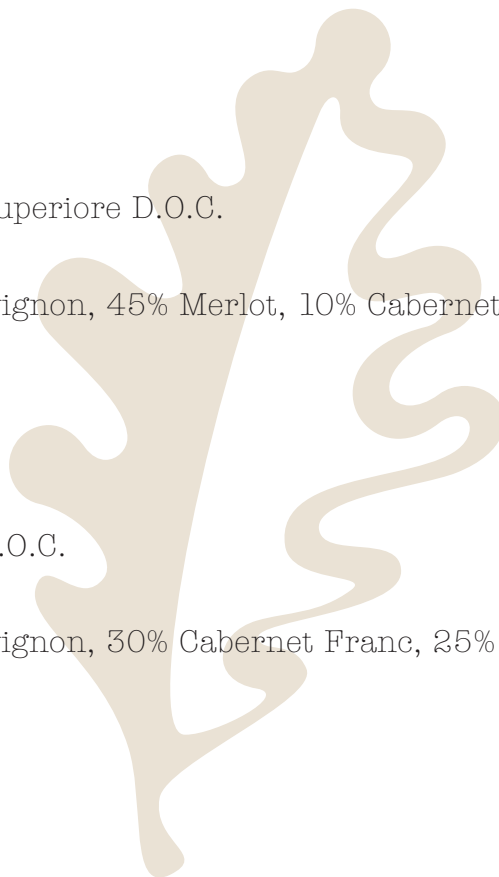 uperiore D.O.C.
ignon, 45% Merlot, 10% Cabernet
.O.C.
ignon, 30% Cabernet Franc, 25%